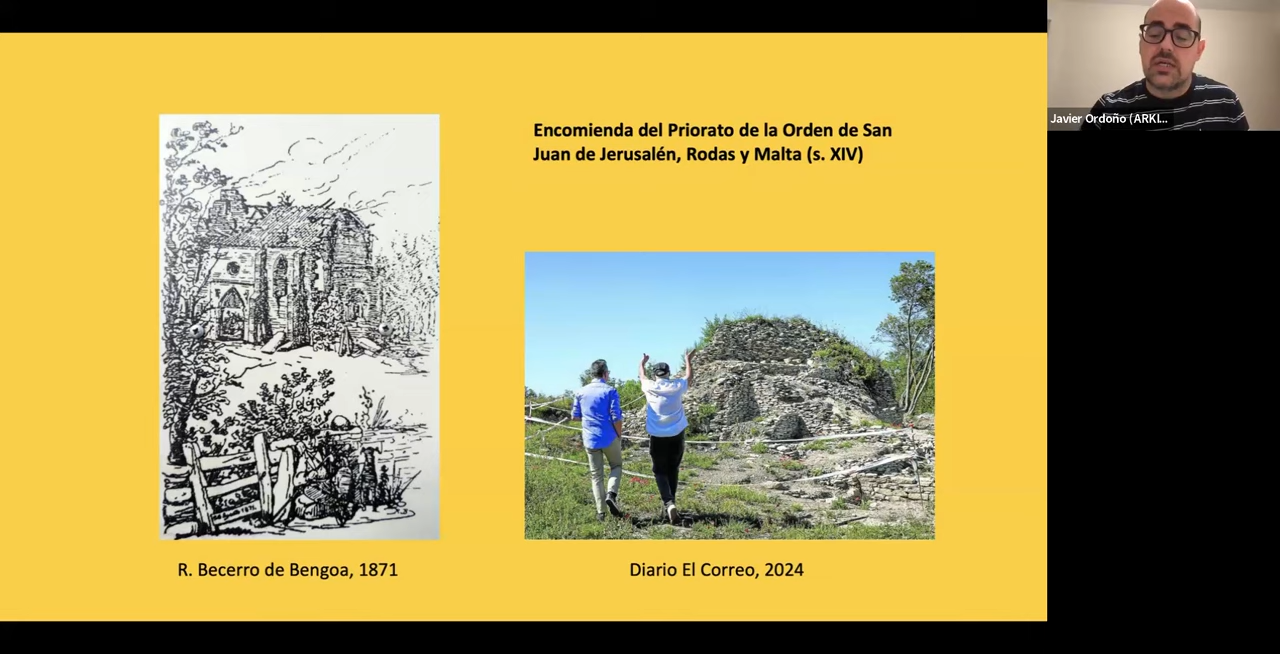 Encomienda del Priorato de la Orden de San
Juan de Jerusalén, Rodas y Malta (s. XIV)
R. Becerro de Bengoa, 1871
Diario El Correo, 2024
Javier Ordoño (ARKI...